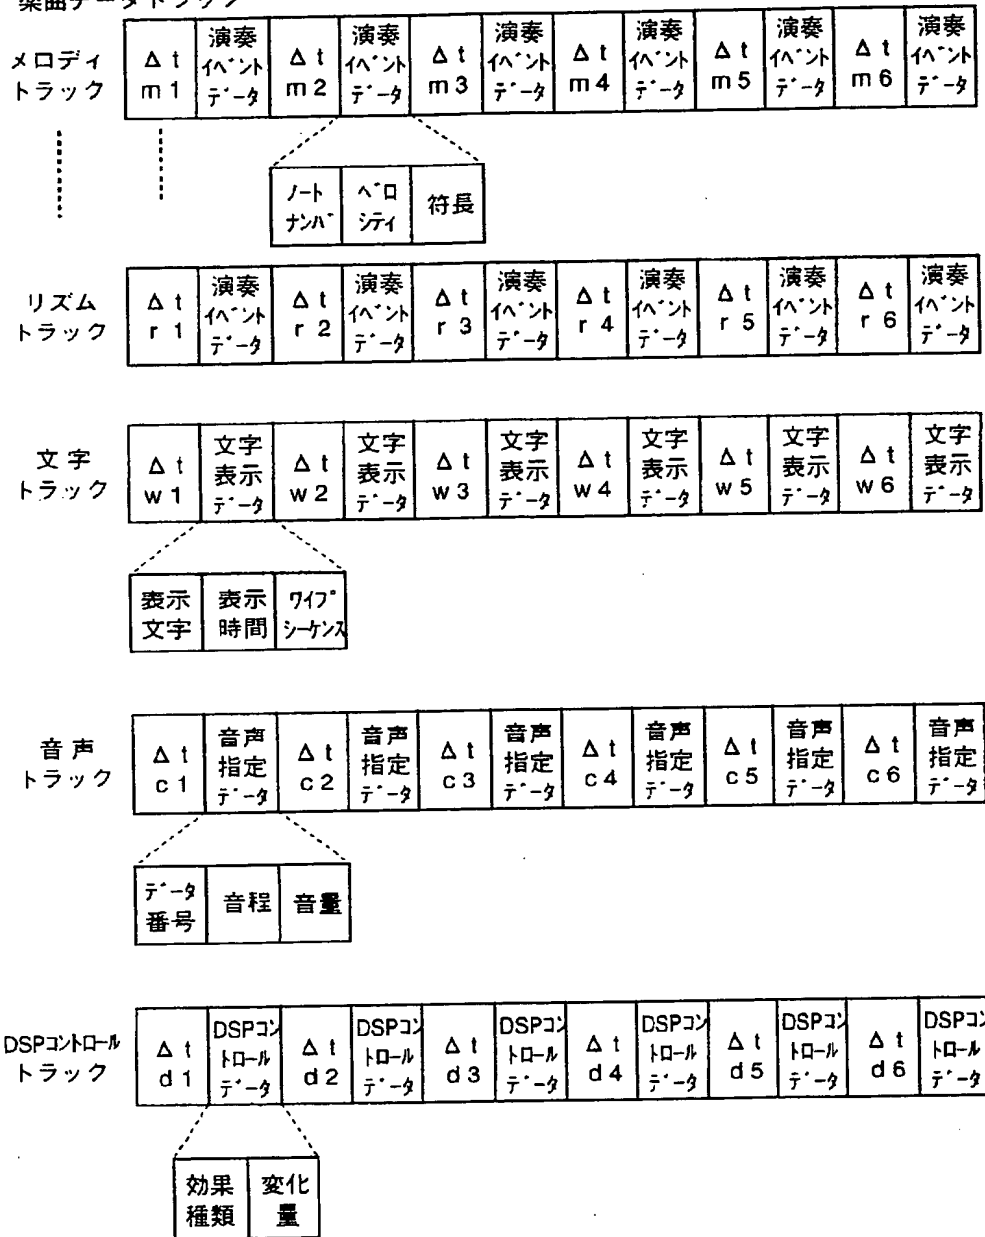 楽曲データトラック
メロディ
トラック
Δt m1 演奏イベントデータ Δt m2 演奏イベントデータ Δt m3 演奏イベントデータ Δt m4 演奏イベントデータ Δt m5 演奏イベントデータ Δt m6 演奏イベントデータ
ノートナンバ ベロシティ 符長
リズム
トラック
Δt r1 演奏イベントデータ Δt r2 演奏イベントデータ Δt r3 演奏イベントデータ Δt r4 演奏イベントデータ Δt r5 演奏イベントデータ Δt r6 演奏イベントデータ
文字
トラック
Δt w1 文字表示データ Δt w2 文字表示データ Δt w3 文字表示データ Δt w4 文字表示データ Δt w5 文字表示データ Δt w6 文字表示データ
表示文字 表示時間 ワイプシーケンス
音声
トラック
Δt c1 音声指定データ Δt c2 音声指定データ Δt c3 音声指定データ Δt c4 音声指定データ Δt c5 音声指定データ Δt c6 音声指定データ
データ番号 音程 音量
DSPコントロール
トラック
Δt d1 DSPコントロールデータ Δt d2 DSPコントロールデータ Δt d3 DSPコントロールデータ Δt d4 DSPコントロールデータ Δt d5 DSPコントロールデータ Δt d6 DSPコントロールデータ
効果種類 変化量